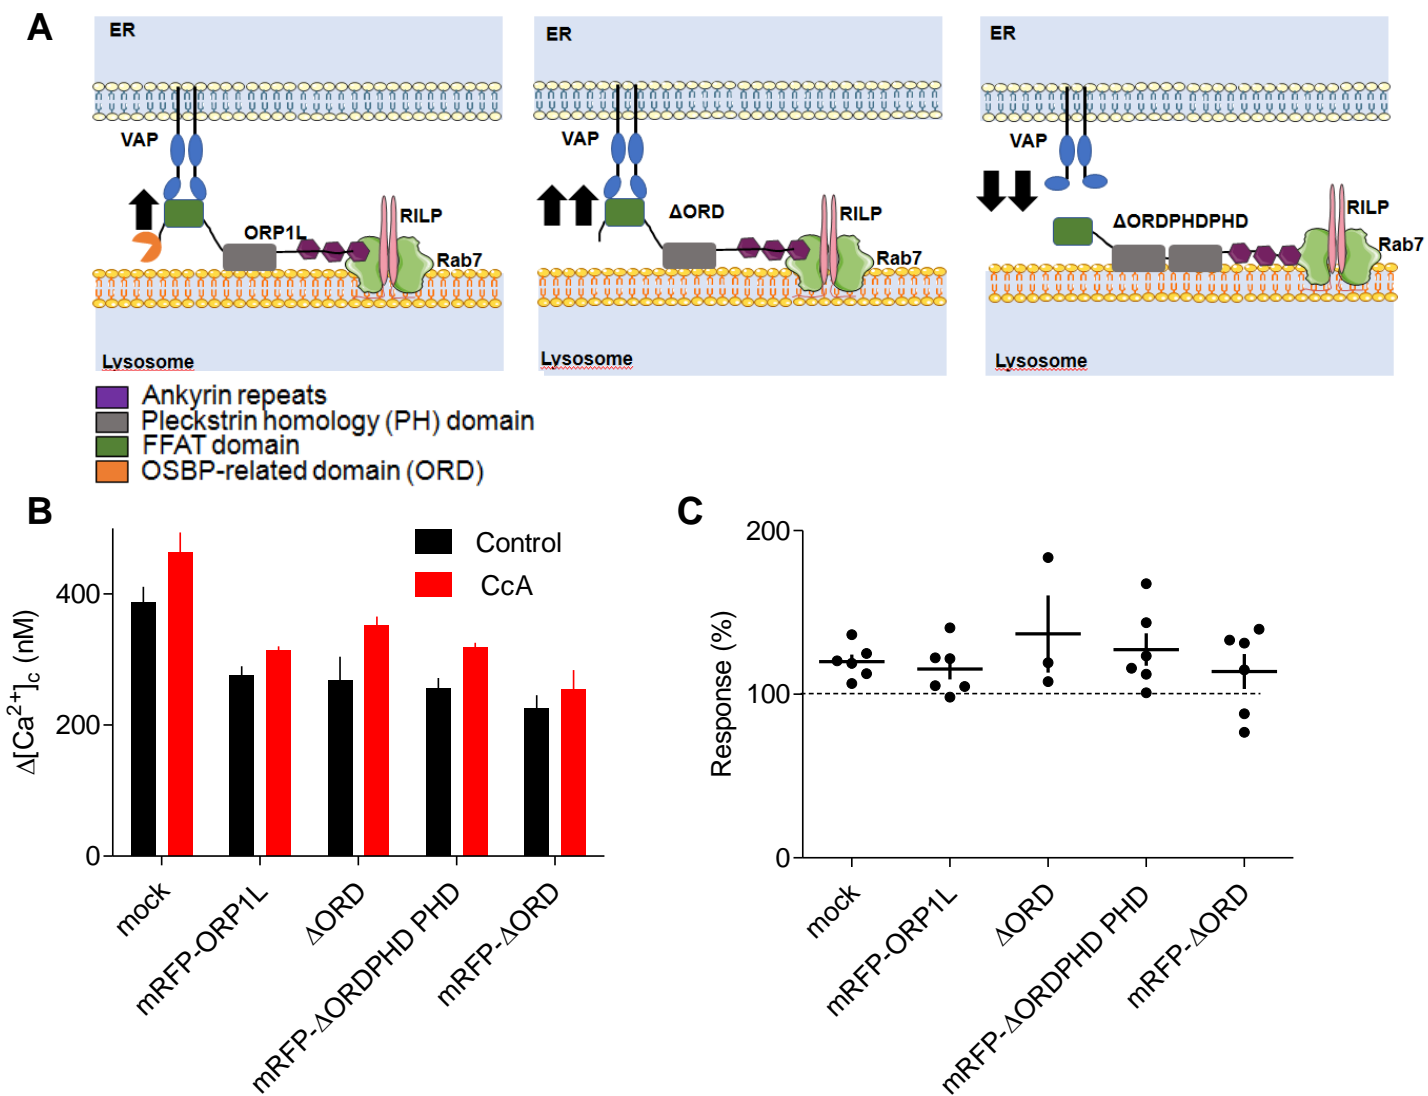 A
ER
VAP
ORP1L
RILP
Rab7
Lysosome
ER
VAP
ΔORD
RILP
Rab7
Lysosome
ER
VAP
ΔORDPHDPHD
RILP
Rab7
Lysosome
Ankyrin repeats
Pleckstrin homology (PH) domain
FFAT domain
OSBP-related domain (ORD)
B
Δ[Ca²⁺]c (nM)
400
200
0
Control
CcA
mock
mRFP-ORP1L
ΔORD
mRFP-ΔORDPHD PHD
mRFP-ΔORD
C
Response (%)
200
100
0
mock
mRFP-ORP1L
ΔORD
mRFP-ΔORDPHD PHD
mRFP-ΔORD